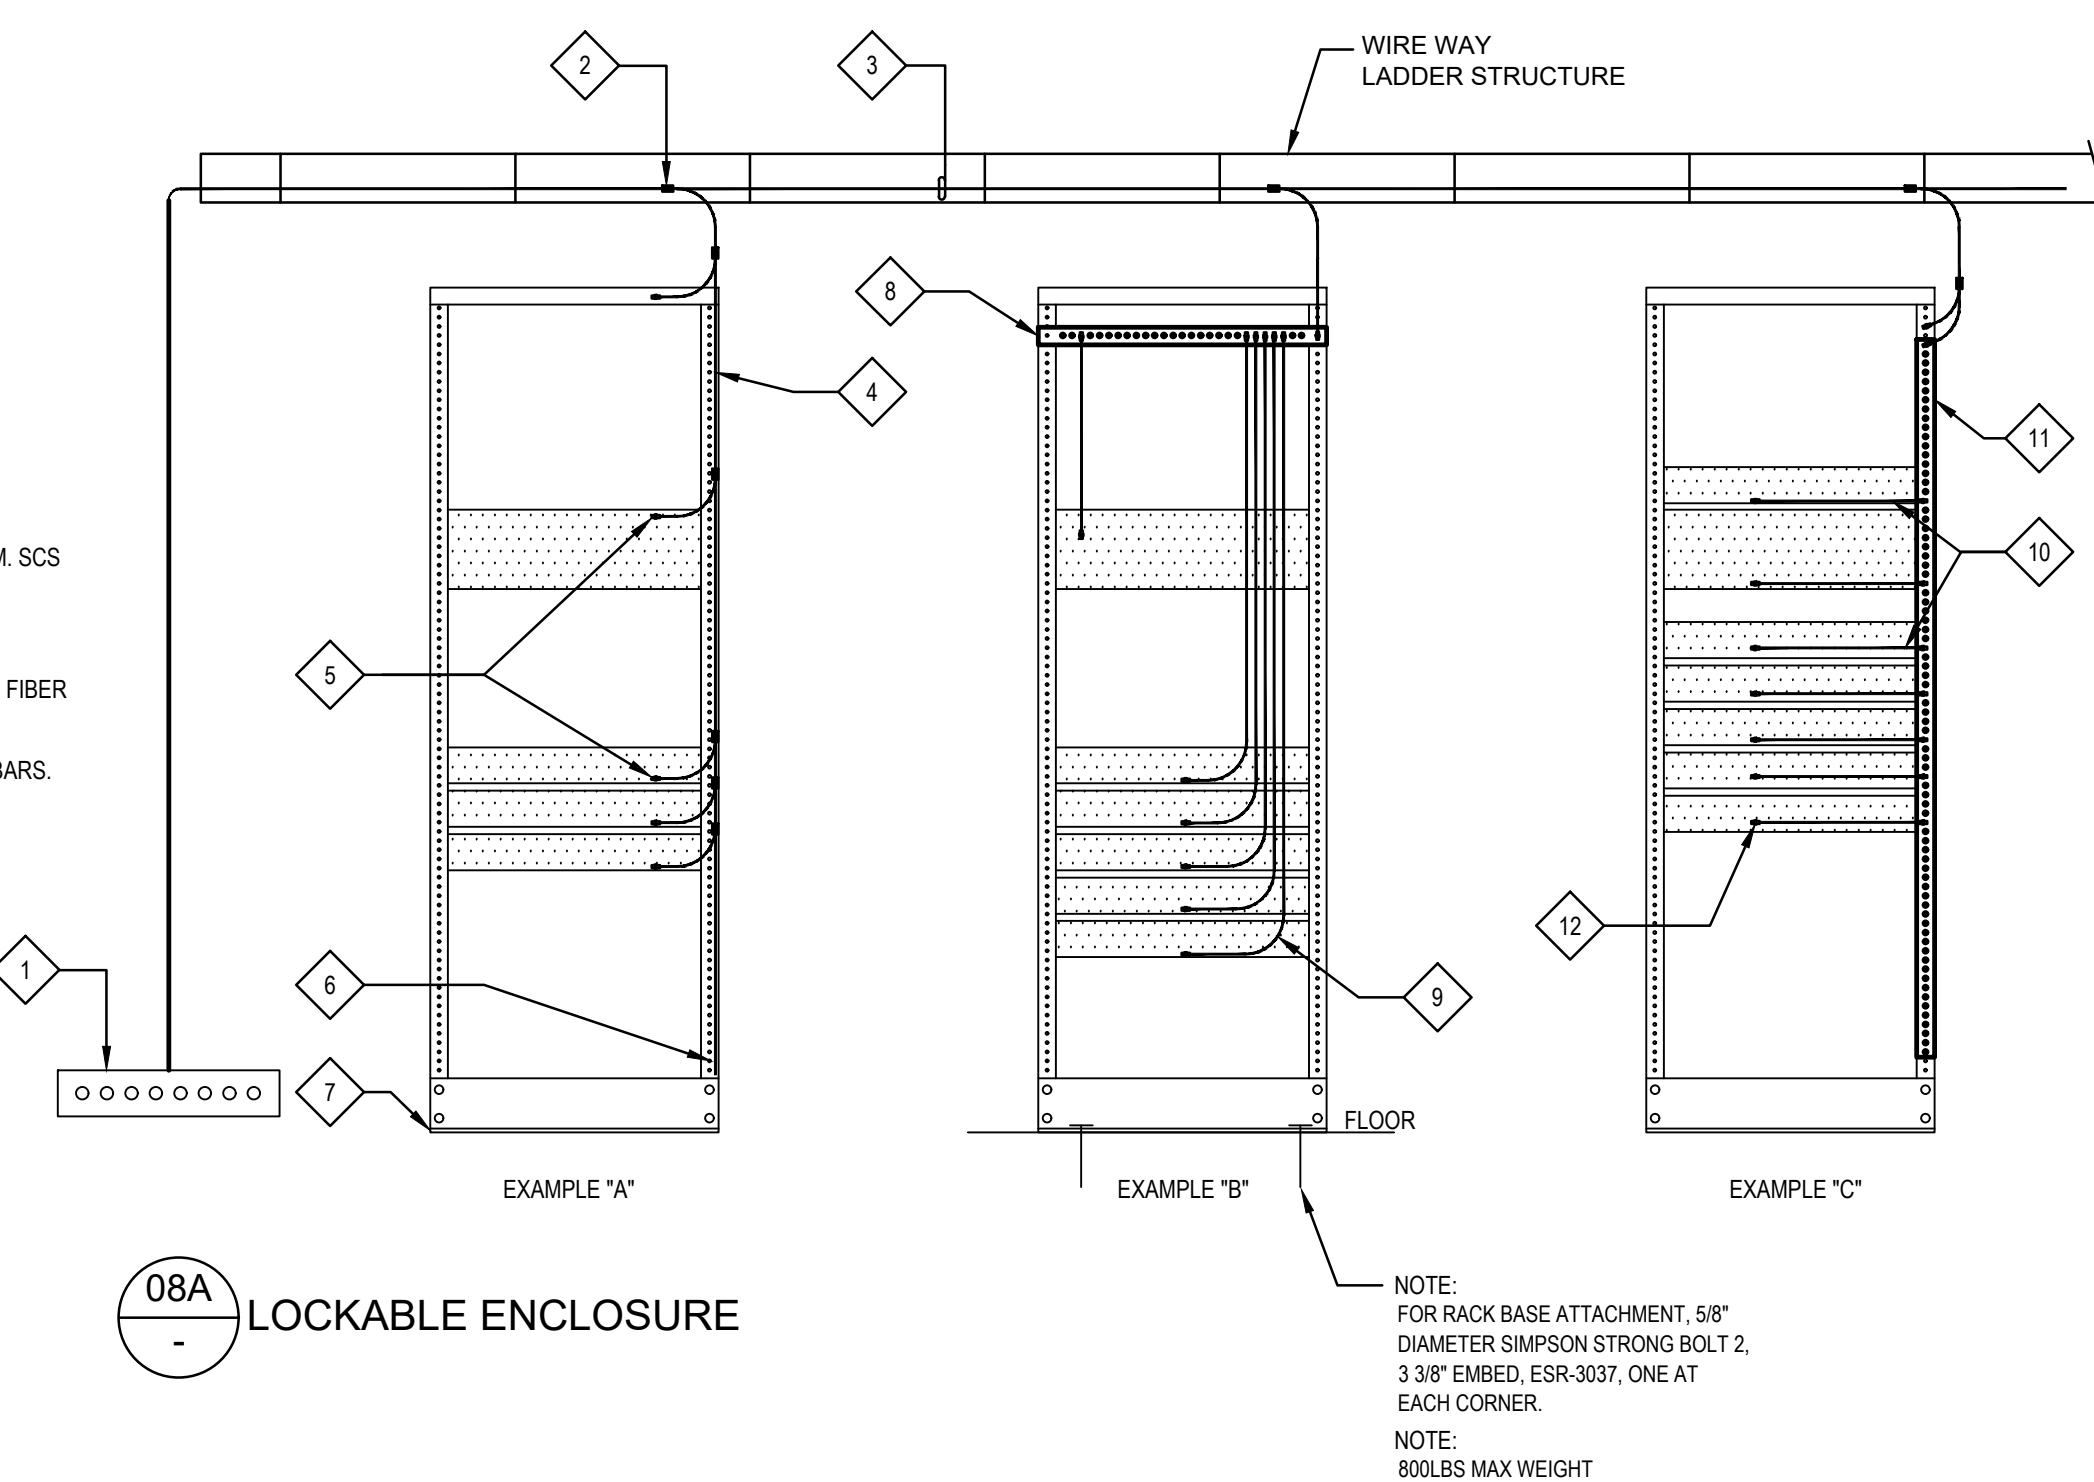 2
3
WIRE WAY
LADDER STRUCTURE
8
4
11
M. SCS
10
5
FIBER
BARS.
12
1
6
9
7
FLOOR
EXAMPLE "A"
EXAMPLE "B"
EXAMPLE "C"
08A
-
LOCKABLE ENCLOSURE
NOTE:
FOR RACK BASE ATTACHMENT, 5/8"
DIAMETER SIMPSON STRONG BOLT 2,
3 3/8" EMBED, ESR-3037, ONE AT
EACH CORNER.
NOTE:
800LBS MAX WEIGHT